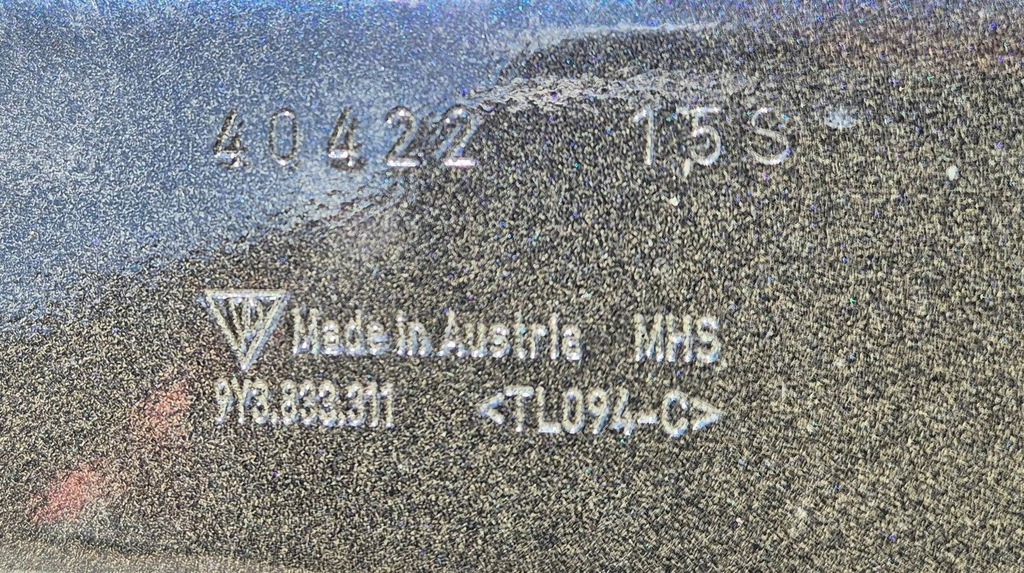 40422 15S
Made in Austria MHS
9Y3.833.311 <TL094-C>